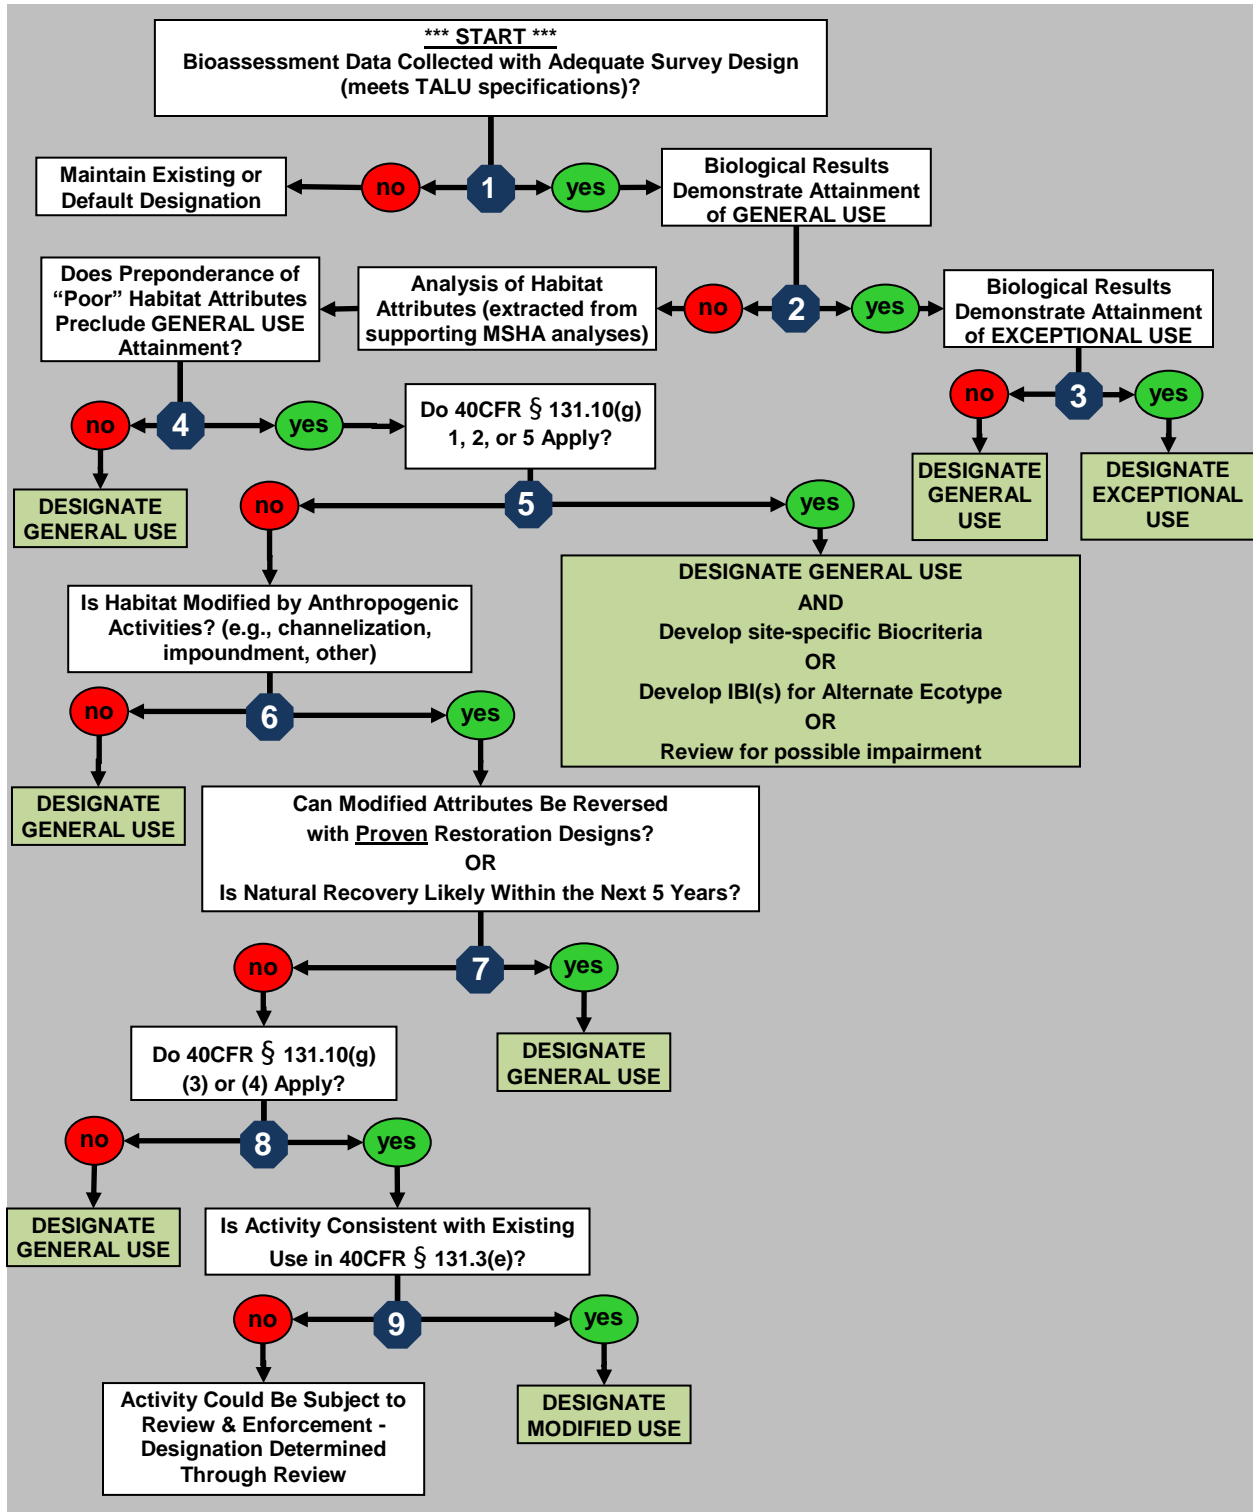 *** START ***
Bioassessment Data Collected with Adequate Survey Design
(meets TALU specifications)?
Maintain Existing or
Default Designation
no
1
yes
Biological Results
Demonstrate Attainment
of GENERAL USE
Does Preponderance of
“Poor” Habitat Attributes
Preclude GENERAL USE
Attainment?
Analysis of Habitat
Attributes (extracted from
supporting MSHA analyses)
no
2
yes
Biological Results
Demonstrate Attainment
of EXCEPTIONAL USE
no
3
yes
no
4
yes
Do 40CFR § 131.10(g)
1, 2, or 5 Apply?
DESIGNATE
GENERAL
USE
DESIGNATE
EXCEPTIONAL
USE
DESIGNATE
GENERAL USE
no
5
yes
DESIGNATE GENERAL USE
AND
Develop site-specific Biocriteria
OR
Develop IBI(s) for Alternate Ecotype
OR
Review for possible impairment
Is Habitat Modified by Anthropogenic
Activities? (e.g., channelization,
impoundment, other)
no
6
yes
DESIGNATE
GENERAL USE
Can Modified Attributes Be Reversed
with Proven Restoration Designs?
OR
Is Natural Recovery Likely Within the Next 5 Years?
no
7
yes
Do 40CFR § 131.10(g)
(3) or (4) Apply?
DESIGNATE
GENERAL USE
no
8
yes
DESIGNATE
GENERAL USE
Is Activity Consistent with Existing
Use in 40CFR § 131.3(e)?
no
9
yes
Activity Could Be Subject to
Review & Enforcement -
Designation Determined
Through Review
DESIGNATE
MODIFIED USE